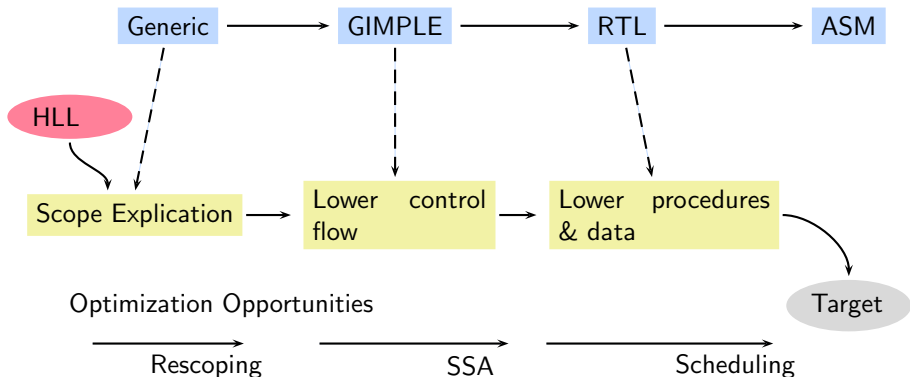 Generic GIMPLE RTL ASM
HLL
Scope Explication
Lower control
flow
Lower procedures
& data
Target
Optimization Opportunities
Rescoping SSA Scheduling